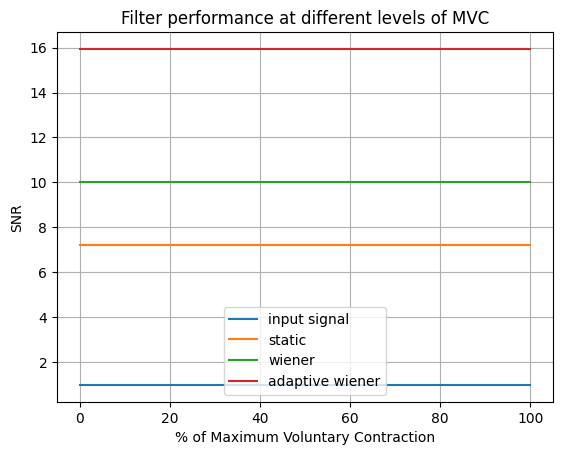 Filter performance at different levels of MVC
16
14
12
10
8
6
4
2
SNR
input signal
static
wiener
adaptive wiener
0 20 40 60 80 100
% of Maximum Voluntary Contraction